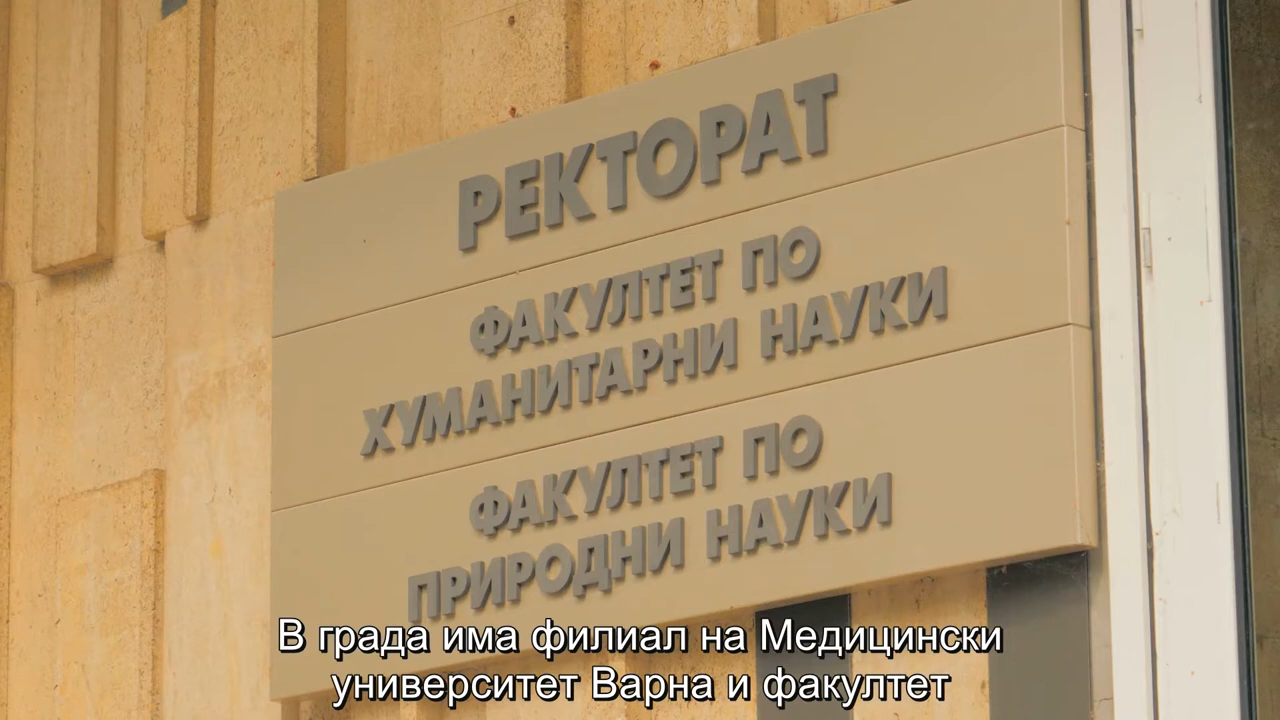 РЕКТОРАТ
ФАКУЛТЕТ ПО
ХУМАНИТАРНИ НАУКИ
ФАКУЛТЕТ ПО
ПРИРОДНИ НАУКИ
В града има филиал на Медицински
университет Варна и факултет